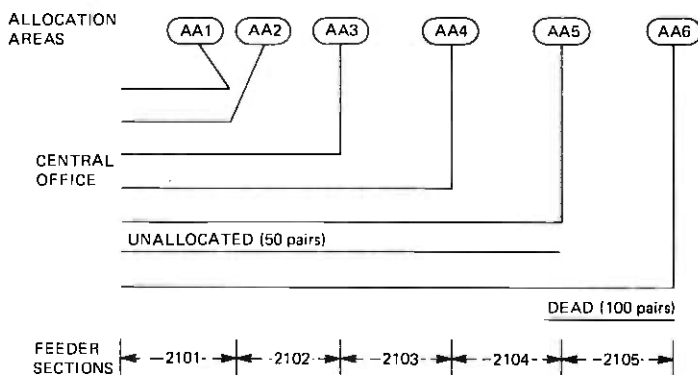 ALLOCATION
AREAS
AA1 AA2 AA3 AA4 AA5 AA6
CENTRAL
OFFICE
UNALLOCATED (50 pairs)
DEAD (100 pairs)
FEEDER
SECTIONS
2101 2102 2103 2104 2105